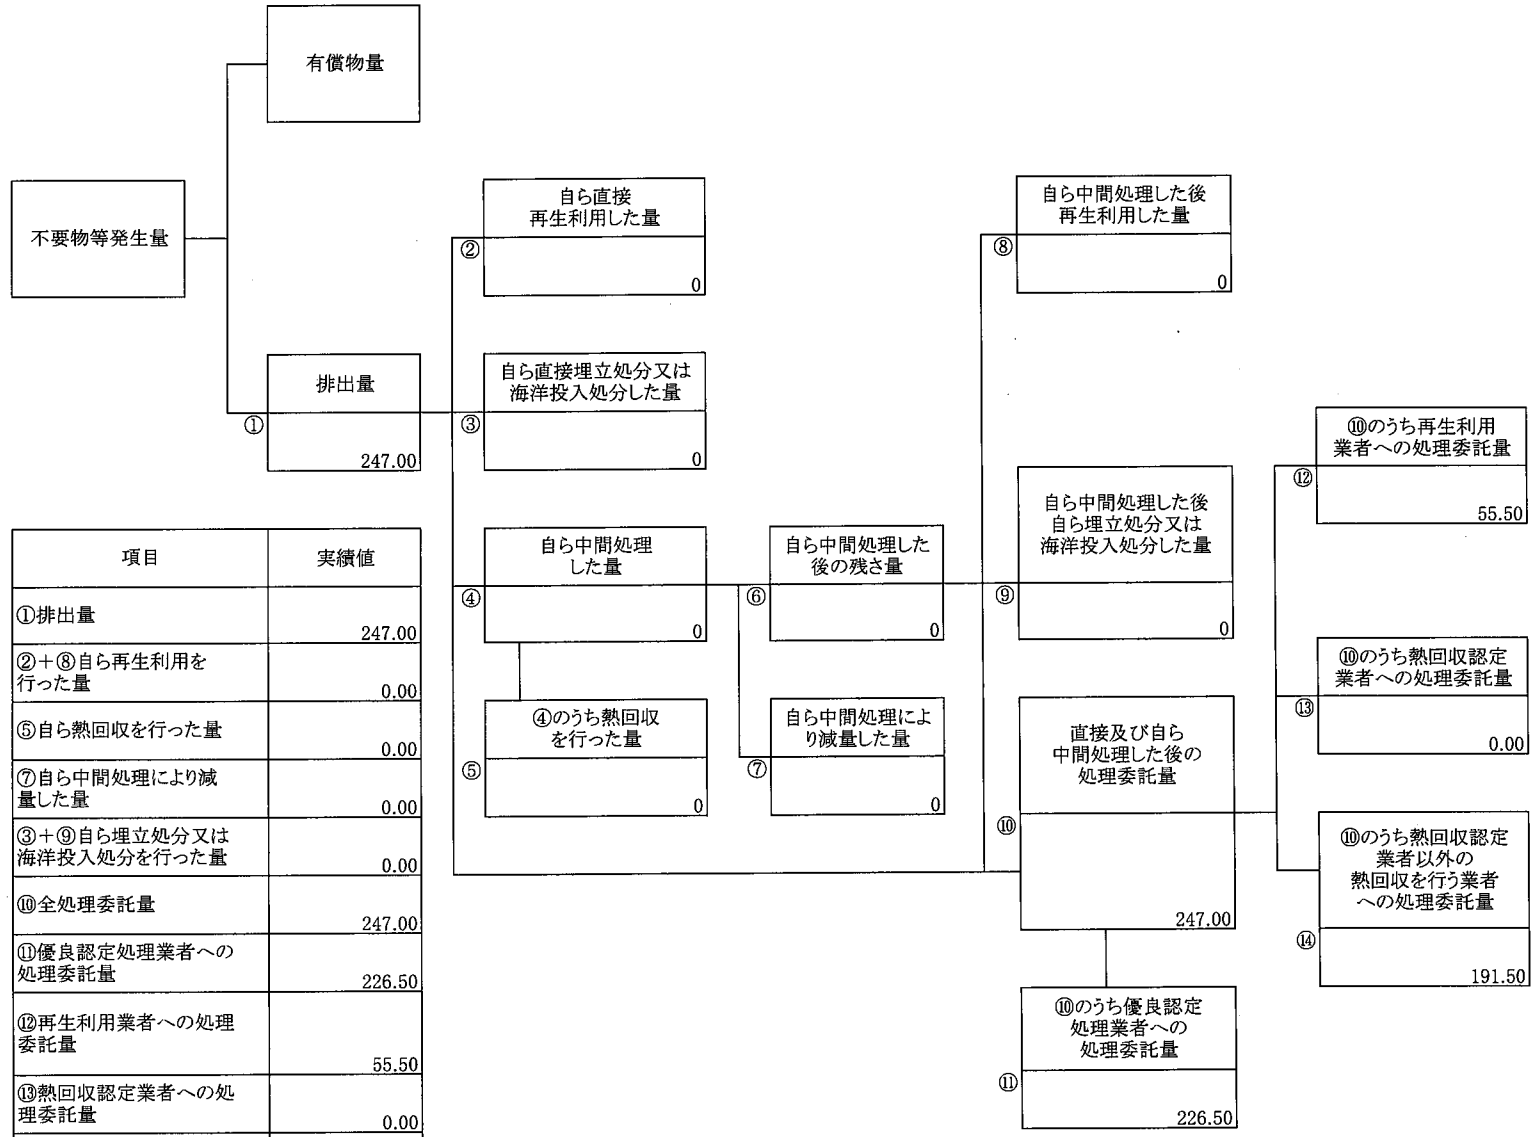 有償物量
不要物等発生量
排出量
①
247.00
自ら直接
再生利用した量
②
0
自ら直接埋立処分又は
海洋投入処分した量
③
0
自ら中間処理
した量
④
0
④のうち熱回収
を行った量
⑤
0
自ら中間処理した
後の残さ量
⑥
0
自ら中間処理によ
り減量した量
⑦
0
自ら中間処理した後
再生利用した量
⑧
0
自ら中間処理した後
自ら埋立処分又は
海洋投入処分した量
⑨
0
直接及び自ら
中間処理した後の
処理委託量
⑩
247.00
⑩のうち優良認定
処理業者への
処理委託量
⑪
226.50
⑩のうち再生利用
業者への処理委託量
⑫
55.50
⑩のうち熱回収認定
業者への処理委託量
⑬
0.00
⑩のうち熱回収認定
業者以外の
熱回収を行う業者
への処理委託量
⑭
191.50
項目 実績値
①排出量
247.00
②+⑧自ら再生利用を
行った量
0.00
⑤自ら熱回収を行った量
0.00
⑦自ら中間処理により減
量した量
0.00
③+⑨自ら埋立処分又は
海洋投入処分を行った量
0.00
⑩全処理委託量
247.00
⑪優良認定処理業者への
処理委託量
226.50
⑫再生利用業者への処理
委託量
55.50
⑬熱回収認定業者への処
理委託量
0.00